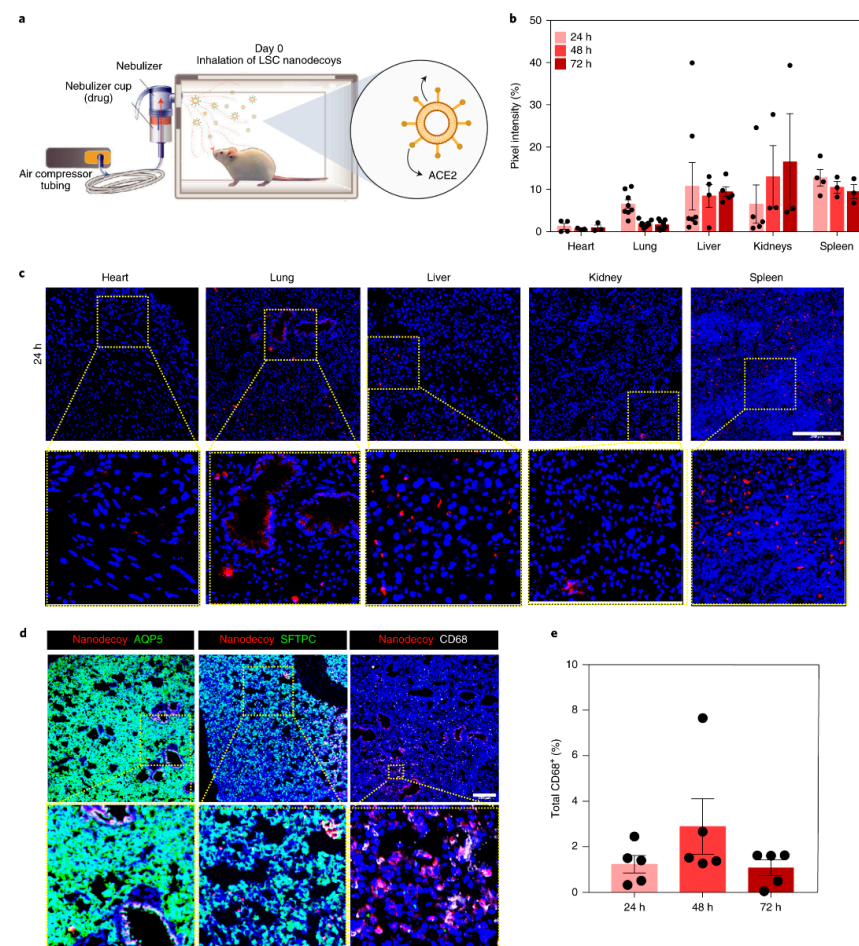 a
Day 0
Inhalation of LSC nanodecoys
Nebulizer
Nebulizer cup
(drug)
Air compressor
tubing
ACE2
b
Pixel intensity (%)
50
40
30
20
10
0
24 h
48 h
72 h
Heart
Lung
Liver
Kidneys
Spleen
c
Heart
Lung
Liver
Kidney
Spleen
24 h
d
Nanodecoy AQP5
Nanodecoy SFTPC
Nanodecoy CD68
e
Total CD68⁺ (%)
10
8
6
4
2
0
24 h
48 h
72 h